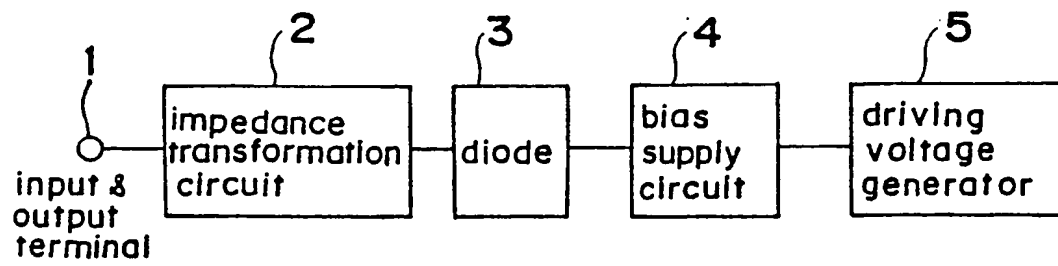 1
2
3
4
5
input &
output
terminal
impedance
transformation
circuit
diode
bias
supply
circuit
driving
voltage
generator